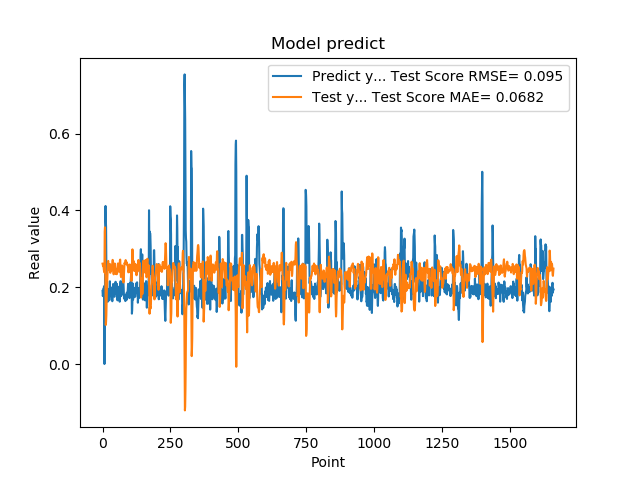 Model predict
Predict y... Test Score RMSE= 0.095
Test y... Test Score MAE= 0.0682
Real value
0.6
0.4
0.2
0.0
0 250 500 750 1000 1250 1500
Point